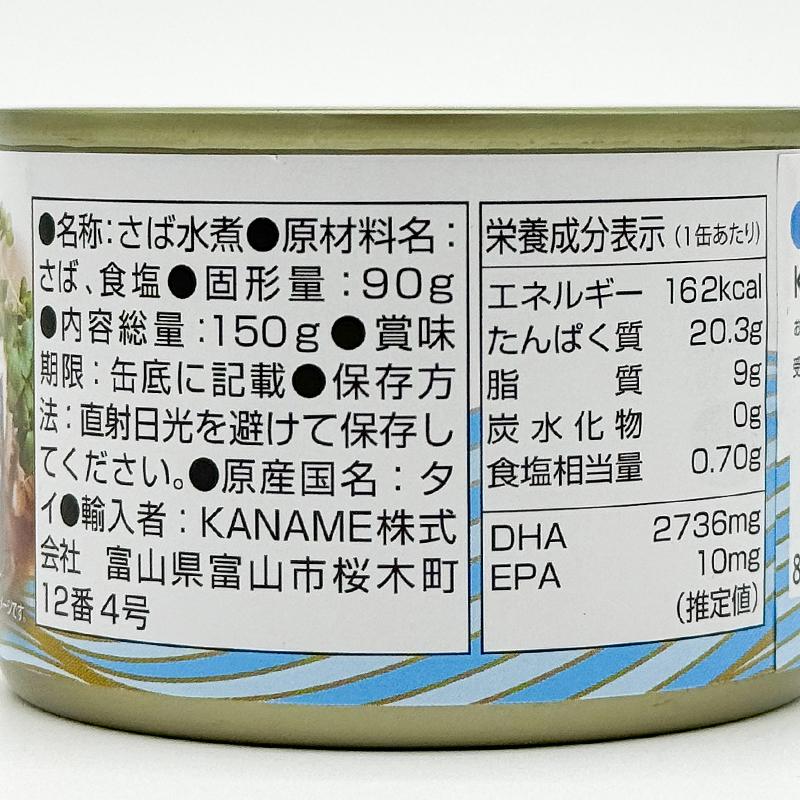 ●名称:さば水煮●原材料名:
さば、食塩●固形量:90g
●内容総量:150g●賞味
期限:缶底に記載●保存方
法:直射日光を避けて保存し
てください。●原産国名:タ
イ●輸入者:KANAME株式
会社 富山県富山市桜木町
12番4号
栄養成分表示(1缶あたり)
エネルギー 162kcal
たんぱく質 20.3g
脂質 9g
炭水化物 0g
食塩相当量 0.70g
DHA 2736mg
EPA 10mg
(推定値)